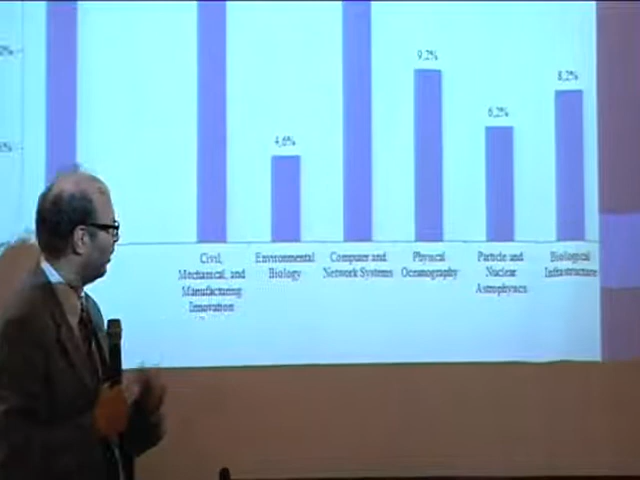 9,2%
8,2%
6,2%
4,6%
Civil,
Mechanical, and
Manufacturing
Innovation
Environmental
Biology
Computer and
Network Systems
Physical
Oceanography
Particle and
Nuclear
Astrophysics
Biological
Infrastructure